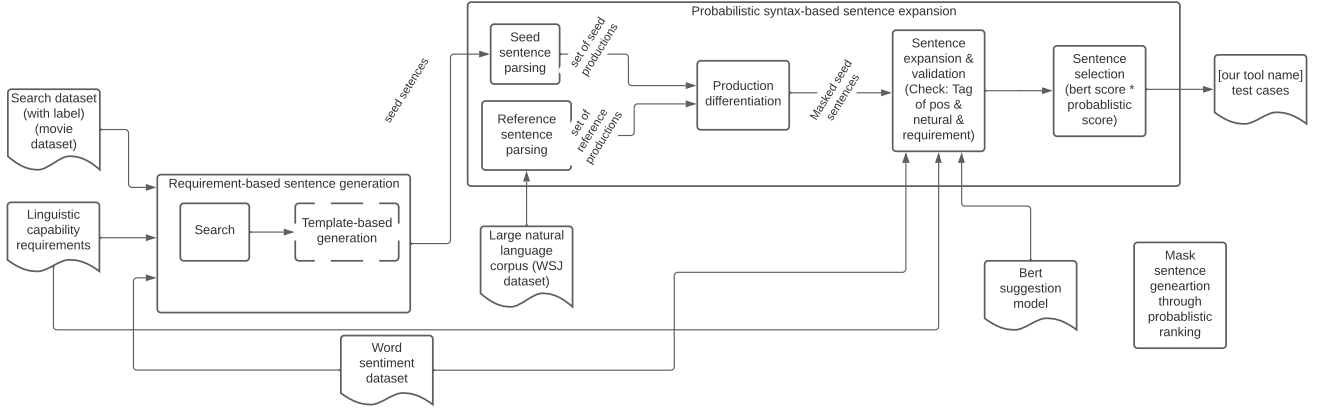 Probabilistic syntax-based sentence expansion
Search dataset
(with label)
(movie
dataset)
Linguistic
capability
requirements
Requirement-based sentence generation
Search
Template-based
generation
seed setences
Seed
sentence
parsing
set of seed
productions
Reference
sentence
parsing
set of
reference
productions
Large natural
language
corpus (WSJ
dataset)
Production
differentiation
Masked seed
sentences
Sentence
expansion &
validation
(Check: Tag
of pos &
netural &
requirement)
Sentence
selection
(bert score *
probablistic
score)
[our tool name]
test cases
Bert
suggestion
model
Mask
sentence
geneartion
through
probablistic
ranking
Word
sentiment
dataset